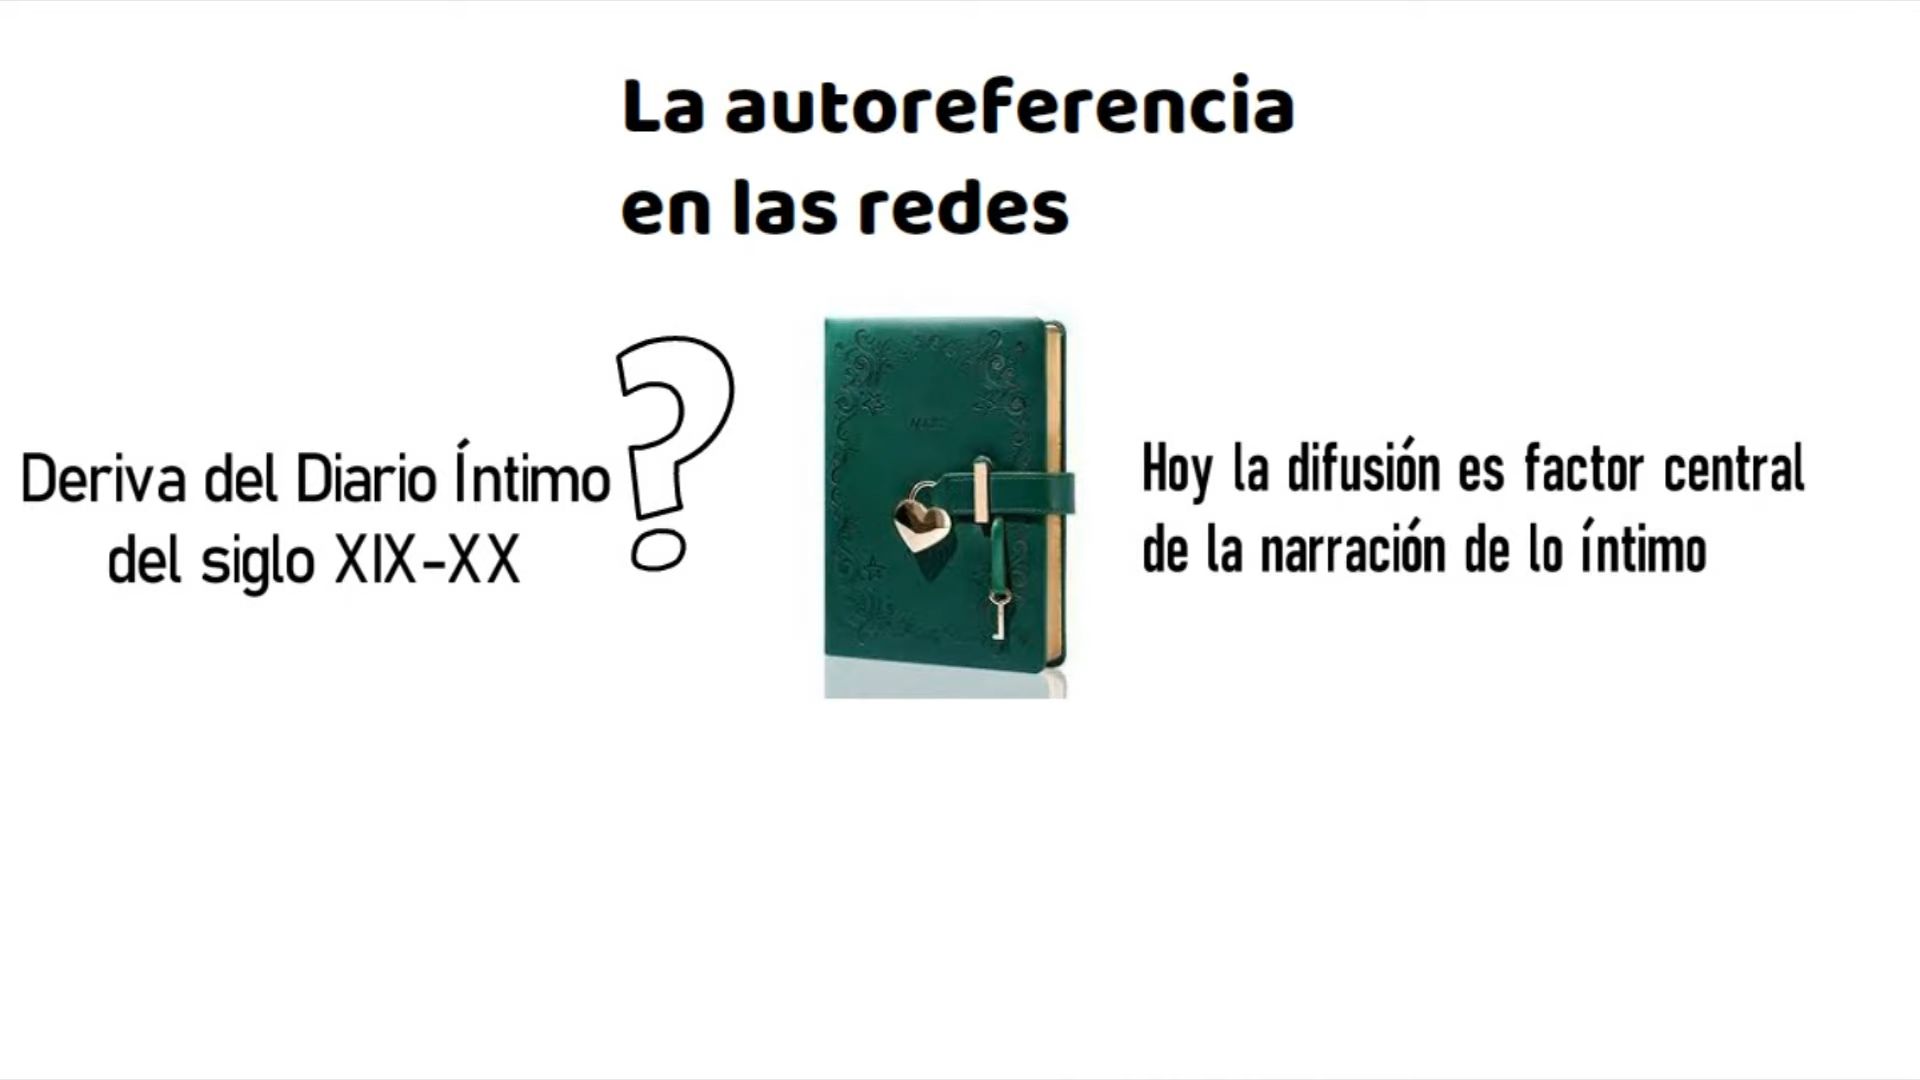 La autoreferencia
en las redes
Deriva del Diario Íntimo
del siglo XIX-XX
?
Hoy la difusión es factor central
de la narración de lo íntimo